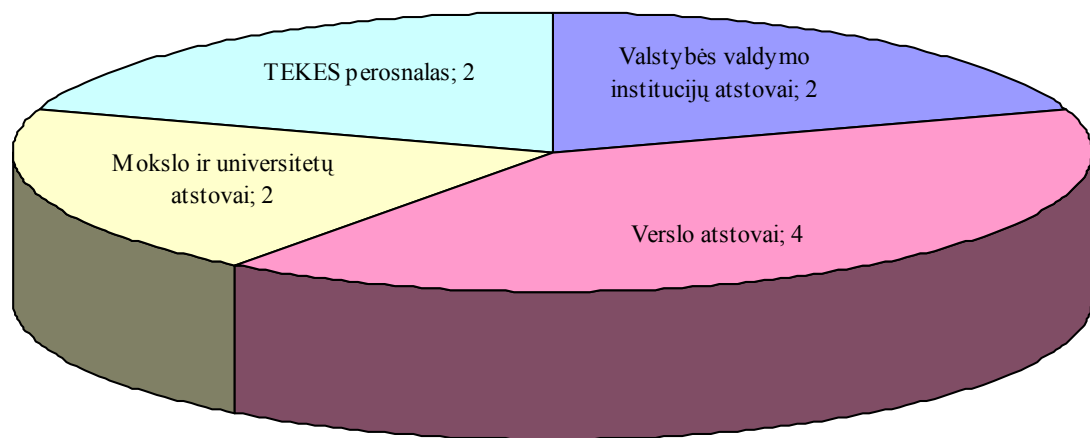 TEKES perosnalas; 2
Valstybės valdymo
institucijų atstovai; 2
Mokslo ir universitetų
atstovai; 2
Verslo atstovai; 4